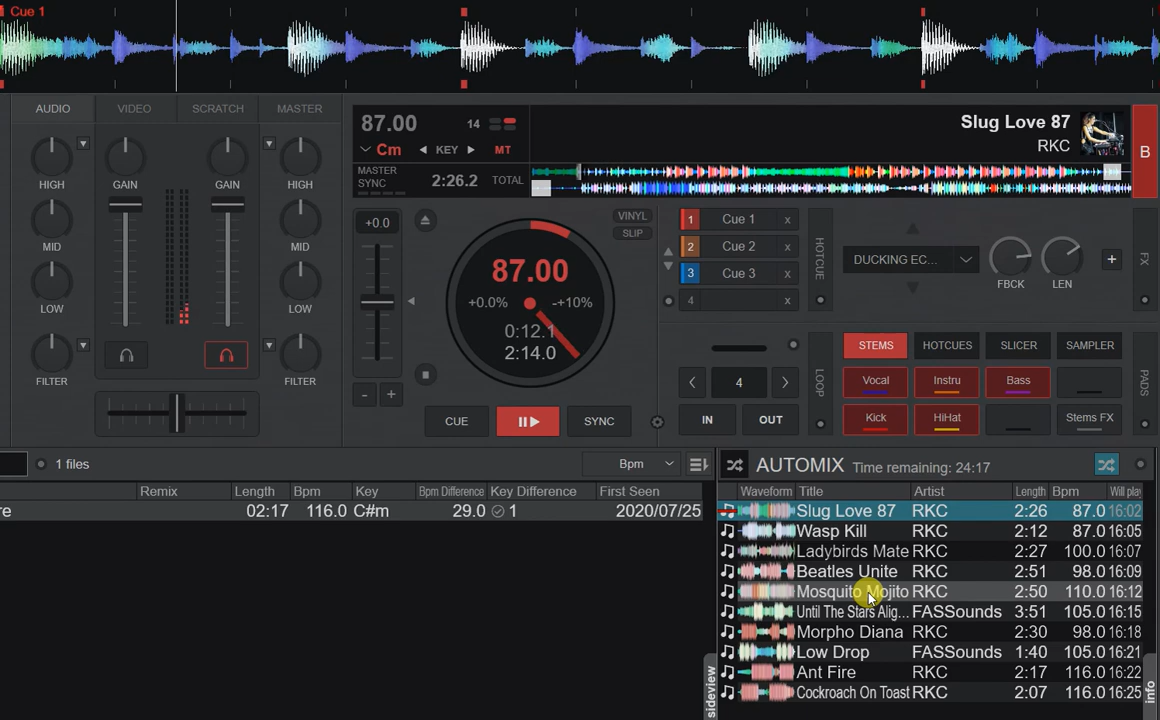 Cue 1
AUDIO VIDEO SCRATCH MASTER
HIGH GAIN GAIN HIGH
MID MID
LOW LOW
FILTER FILTER
87.00 14
Cm KEY MT
MASTER
SYNC
2:26.2 TOTAL
Slug Love 87
RKC
B
+0.0
VINYL
SLIP
87.00
+0.0% -+10%
0:12.1
2:14.0
- +
CUE SYNC
1 Cue 1 x
2 Cue 2 x
3 Cue 3 x
4 x
HOTCUE
DUCKING EC...
FBCK LEN
+
FX
4
IN OUT
LOOP
STEMS HOTCUES SLICER SAMPLER
Vocal Instru Bass
Kick HiHat Stems FX
PADS
1 files
Bpm
Remix Length Bpm Key Bpm Difference Key Difference First Seen
re 02:17 116.0 C#m 29.0 1 2020/07/25
sideview
AUTOMIX Time remaining: 24:17
Waveform Title Artist Length Bpm Will play
Slug Love 87 RKC 2:26 87.0 16:02
Wasp Kill RKC 2:12 87.0 16:05
Ladybirds Mate RKC 2:27 100.0 16:07
Beatles Unite RKC 2:51 98.0 16:09
Mosquito Mojito RKC 2:50 110.0 16:12
Until The Stars Alig... FASSounds 3:51 105.0 16:15
Morpho Diana RKC 2:30 98.0 16:18
Low Drop FASSounds 1:40 105.0 16:21
Ant Fire RKC 2:17 116.0 16:22
Cockroach On Toast RKC 2:07 116.0 16:25
info